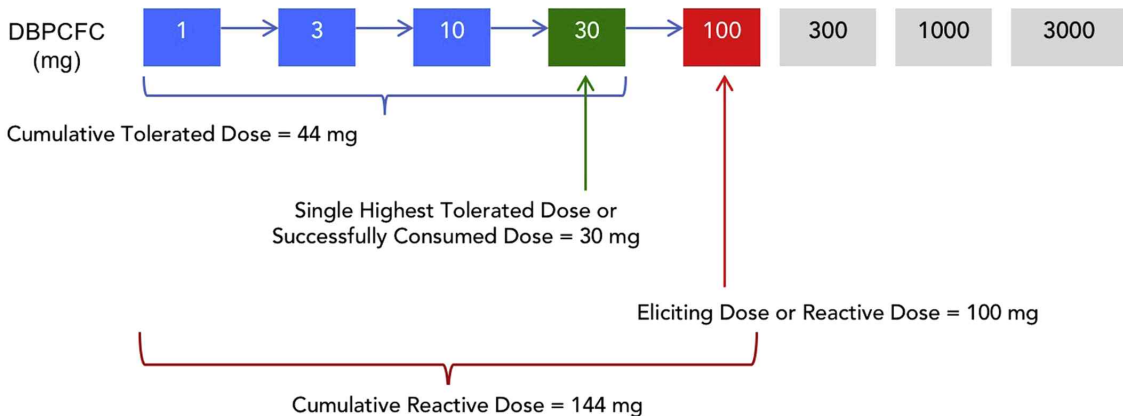 DBPCFC
(mg)
1 3 10 30 100 300 1000 3000
Cumulative Tolerated Dose = 44 mg
Single Highest Tolerated Dose or
Successfully Consumed Dose = 30 mg
Eliciting Dose or Reactive Dose = 100 mg
Cumulative Reactive Dose = 144 mg